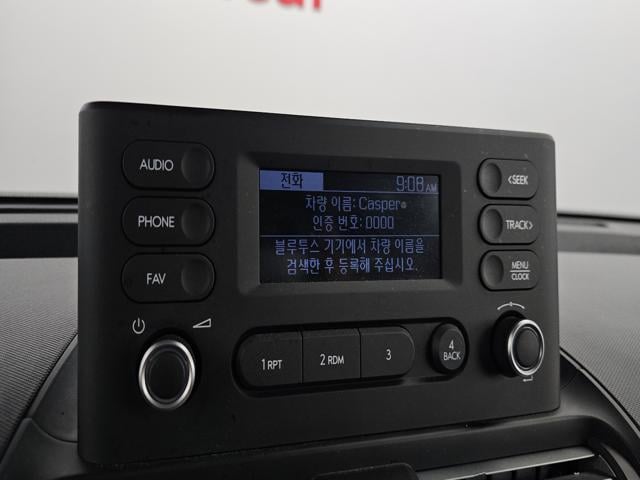 AUDIO
PHONE
FAV
전화 9:08 AM
차량 이름: Casper
인증 번호: 0000
블루투스 기기에서 차량 이름을
검색한 후 등록해 주십시오.
<SEEK
TRACK>
MENU
CLOCK
1 RPT
2 RDM
3
4
BACK